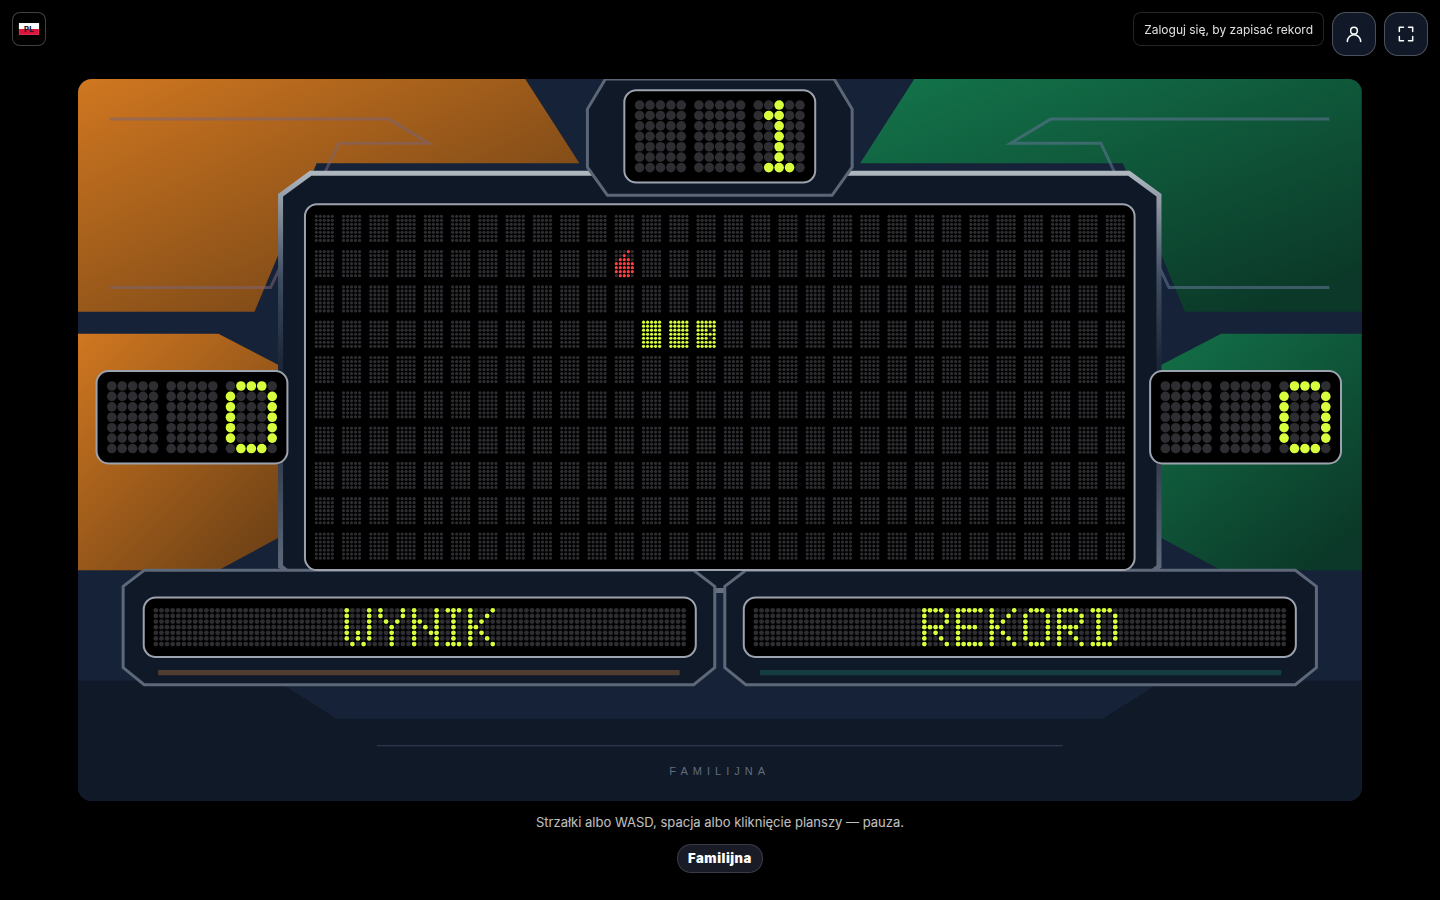 PL
Zaloguj się, by zapisać rekord
1
0
0
WYNIK
REKORD
FAMILIJNA
Strzałki albo WASD, spacja albo kliknięcie planszy — pauza.
Familijna